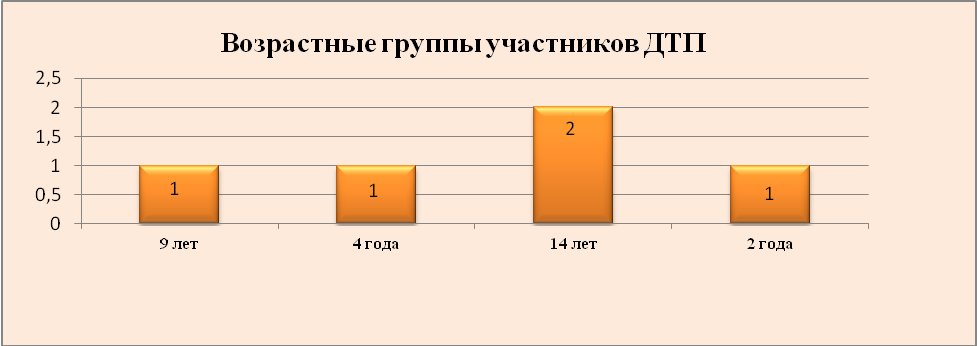 Возрастные группы участников ДТП
2,5
2
1,5
1
0,5
0
1
1
2
1
9 лет
4 года
14 лет
2 года